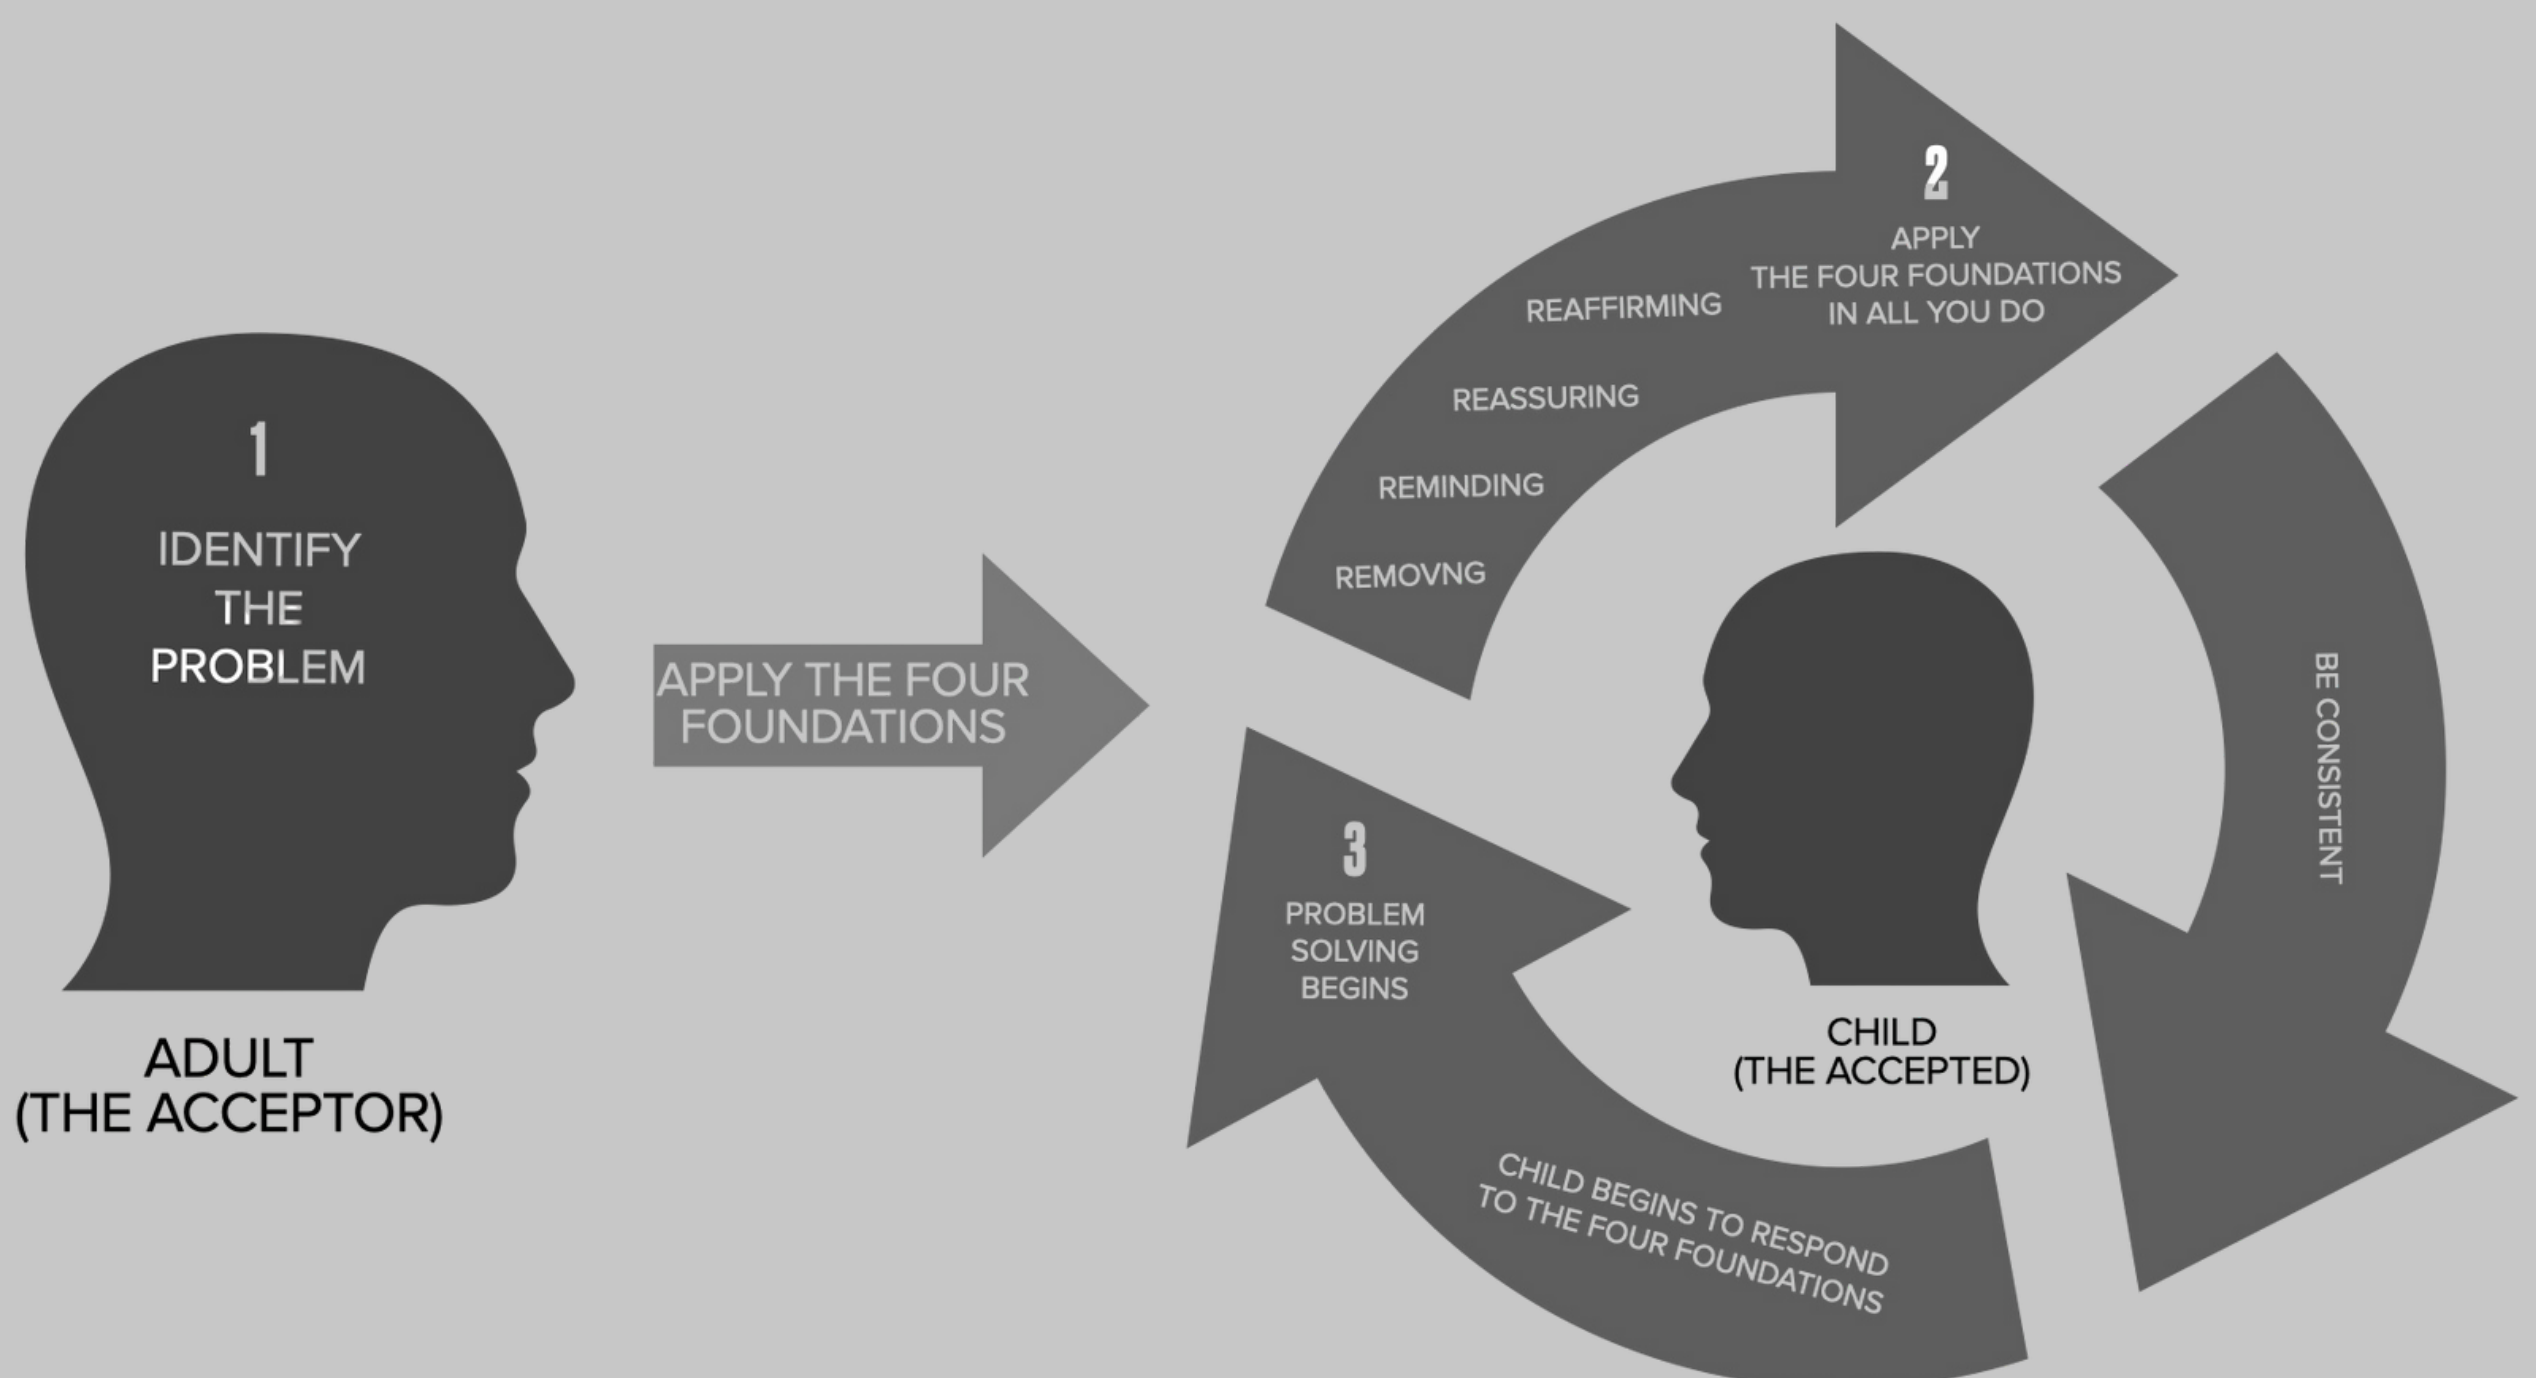 1
IDENTIFY
THE
PROBLEM
ADULT
(THE ACCEPTOR)
APPLY THE FOUR
FOUNDATIONS
2
APPLY
THE FOUR FOUNDATIONS
IN ALL YOU DO
REAFFIRMING
REASSURING
REMINDING
REMOVNG
BE CONSISTENT
CHILD BEGINS TO RESPOND
TO THE FOUR FOUNDATIONS
3
PROBLEM
SOLVING
BEGINS
CHILD
(THE ACCEPTED)